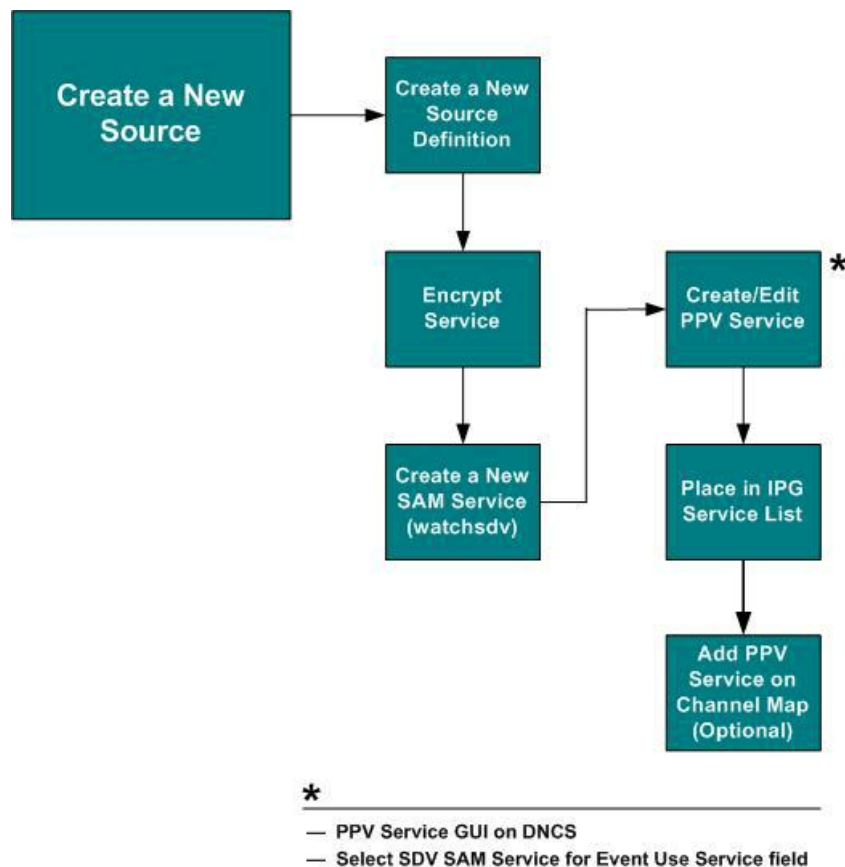 Create a New
Source
Create a New
Source
Definition
Encrypt
Service
Create a New
SAM Service
(watchsdv)
*
Create/Edit
PPV Service
Place in IPG
Service List
Add PPV
Service on
Channel Map
(Optional)
*
— PPV Service GUI on DNCS
— Select SDV SAM Service for Event Use Service field